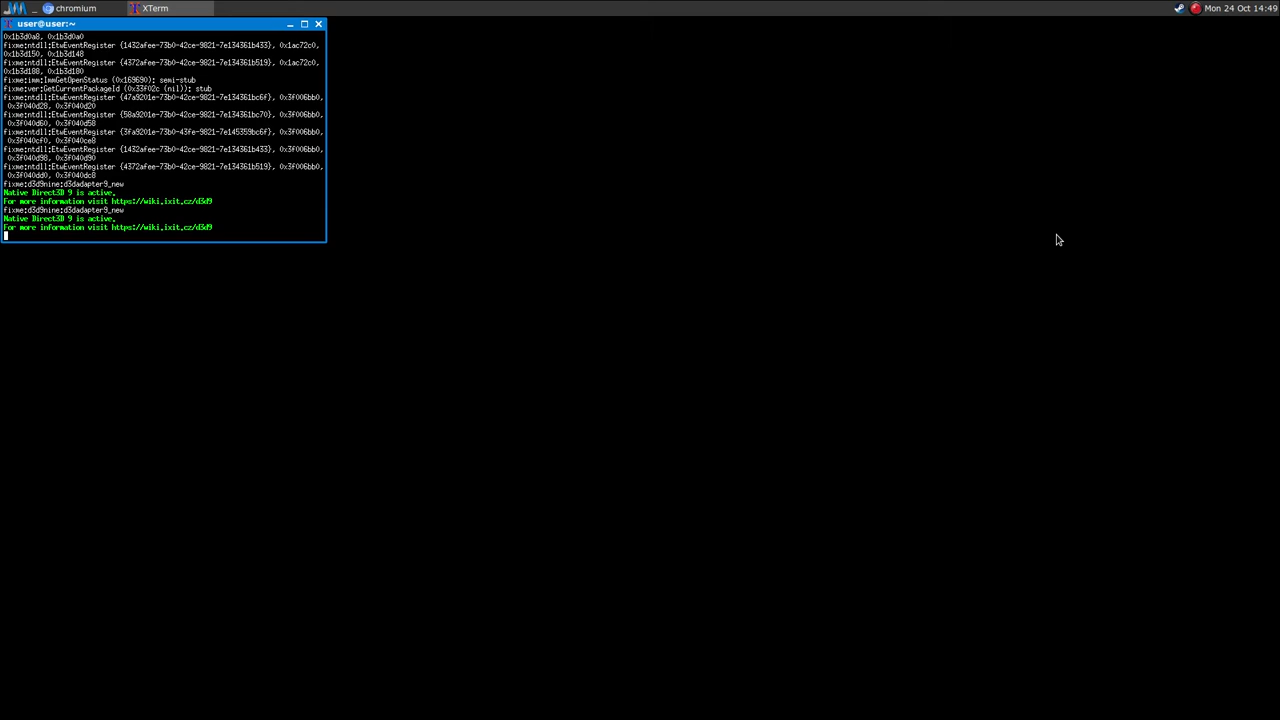 _ chromium XTerm Mon 24 Oct 14:49
user@user:~
0x1b3d0a8, 0x1b3d0a0
fixme:ntdll:EtwEventRegister {1432afee-73b0-42ce-9821-7e134361b433}, 0x1ac72c0,
0x1b3d150, 0x1b3d148
fixme:ntdll:EtwEventRegister {4372afee-73b0-42ce-9821-7e134361b519}, 0x1ac72c0,
0x1b3d188, 0x1b3d180
fixme:imm:ImmGetOpenStatus (0x169690): semi-stub
fixme:ver:GetCurrentPackageId (0x33f02c (nil)): stub
fixme:ntdll:EtwEventRegister {47a9201e-73b0-42ce-9821-7e134361bc6f}, 0x3f006bb0,
0x3f040d28, 0x3f040d20
fixme:ntdll:EtwEventRegister {58a9201e-73b0-42ce-9821-7e134361bc70}, 0x3f006bb0,
0x3f040d60, 0x3f040d58
fixme:ntdll:EtwEventRegister {3fa9201e-73b0-43fe-9821-7e145359bc6f}, 0x3f006bb0,
0x3f040cf0, 0x3f040ce8
fixme:ntdll:EtwEventRegister {1432afee-73b0-42ce-9821-7e134361b433}, 0x3f006bb0,
0x3f040d98, 0x3f040d90
fixme:ntdll:EtwEventRegister {4372afee-73b0-42ce-9821-7e134361b519}, 0x3f006bb0,
0x3f040dd0, 0x3f040dc8
fixme:d3d9nine:d3dadapter9_new
Native Direct3D 9 is active.
For more information visit https://wiki.ixit.cz/d3d9
fixme:d3d9nine:d3dadapter9_new
Native Direct3D 9 is active.
For more information visit https://wiki.ixit.cz/d3d9